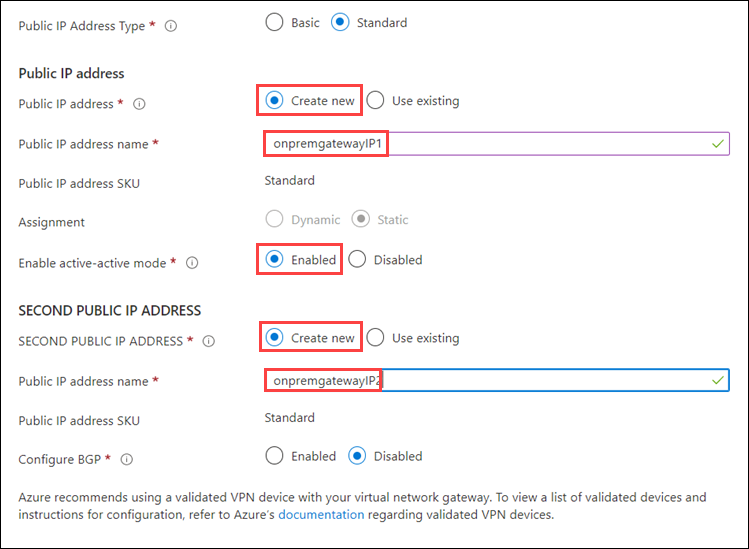 Public IP Address Type * Basic Standard
Public IP address
Public IP address * Create new Use existing
Public IP address name * onpremgatewayIP1
Public IP address SKU Standard
Assignment Dynamic Static
Enable active-active mode * Enabled Disabled
SECOND PUBLIC IP ADDRESS
SECOND PUBLIC IP ADDRESS * Create new Use existing
Public IP address name * onpremgatewayIP2
Public IP address SKU Standard
Configure BGP * Enabled Disabled
Azure recommends using a validated VPN device with your virtual network gateway. To view a list of validated devices and
instructions for configuration, refer to Azure's documentation regarding validated VPN devices.